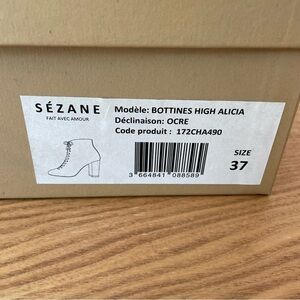 SÉZANE
FAIT AVEC AMOUR
Modèle: BOTTINES HIGH ALICIA
Déclinaison: OCRE
Code produit : 172CHA490
3 664841 088589
SIZE
37